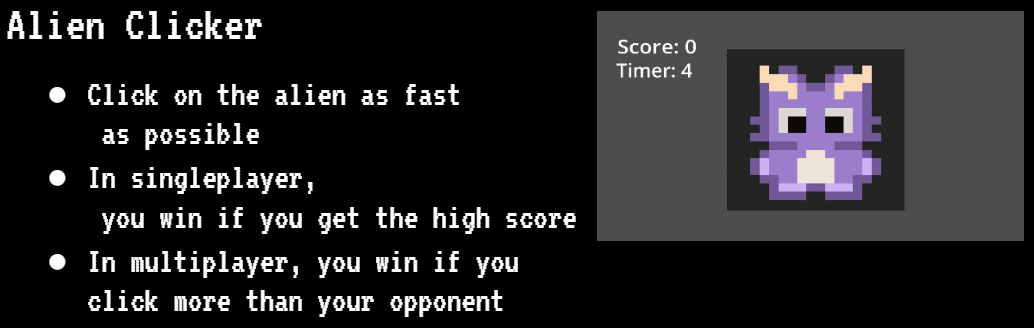 Alien Clicker
● Click on the alien as fast
as possible
● In singleplayer,
you win if you get the high score
● In multiplayer, you win if you
click more than your opponent
Score: 0
Timer: 4